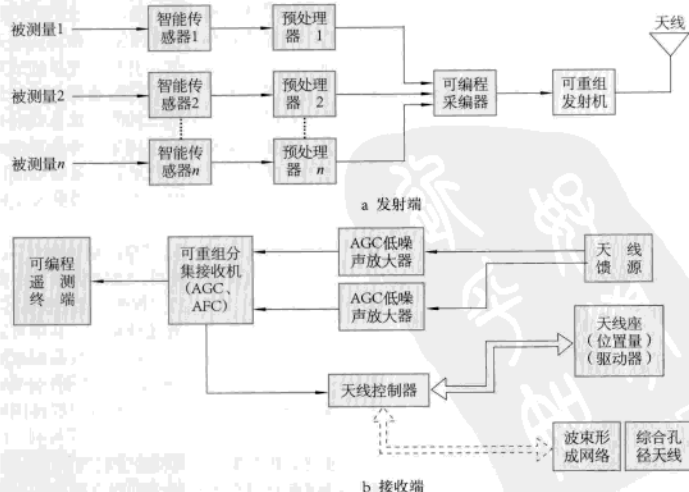 被测量1
智能传
感器1
预处理
器 1
天线
被测量2
智能传
感器2
预处理
器 2
可编程
采编器
可重组
发射机
被测量n
智能传
感器n
预处理
器 n
a 发射端
可编程
遥 测
终 端
可重组分
集接收机
(AGC、
AFC)
AGC低噪
声放大器
AGC低噪
声放大器
天 线
馈 源
天线座
(位置量)
(驱动器)
天线控制器
波束形
成网络
综合孔
径天线
b 接收端